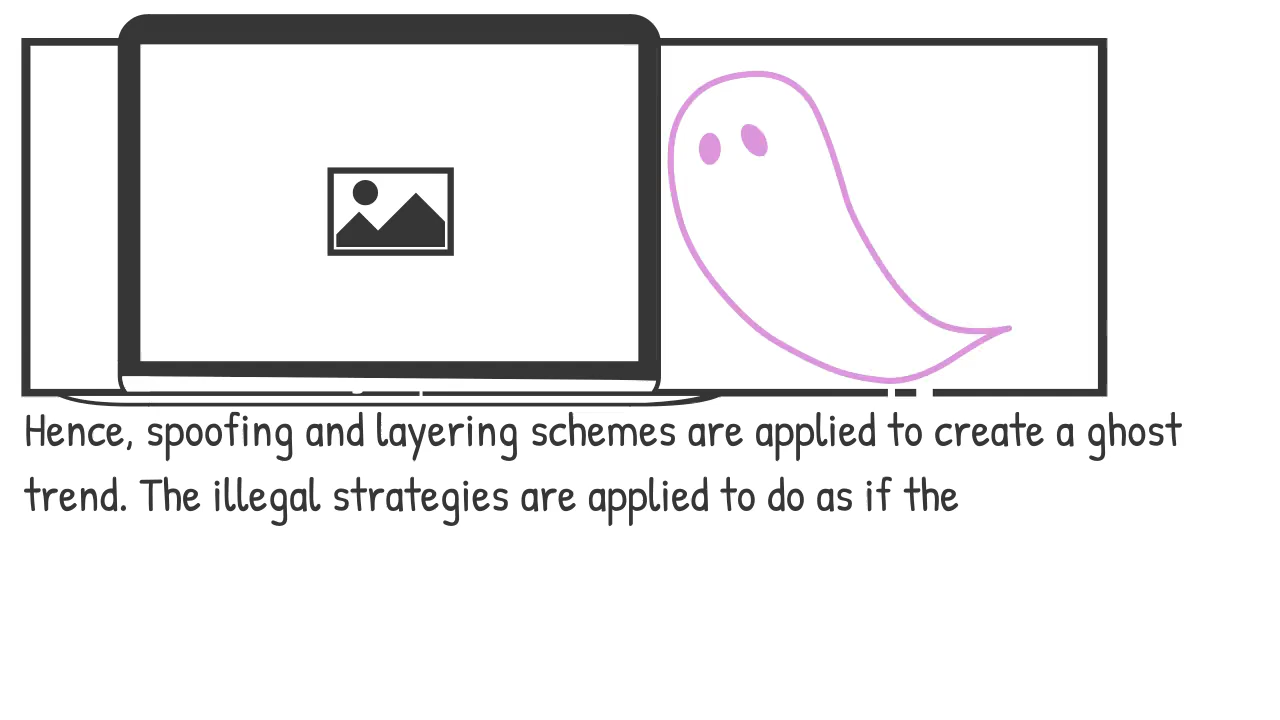 Hence, spoofing and layering schemes are applied to create a ghost
trend. The illegal strategies are applied to do as if the